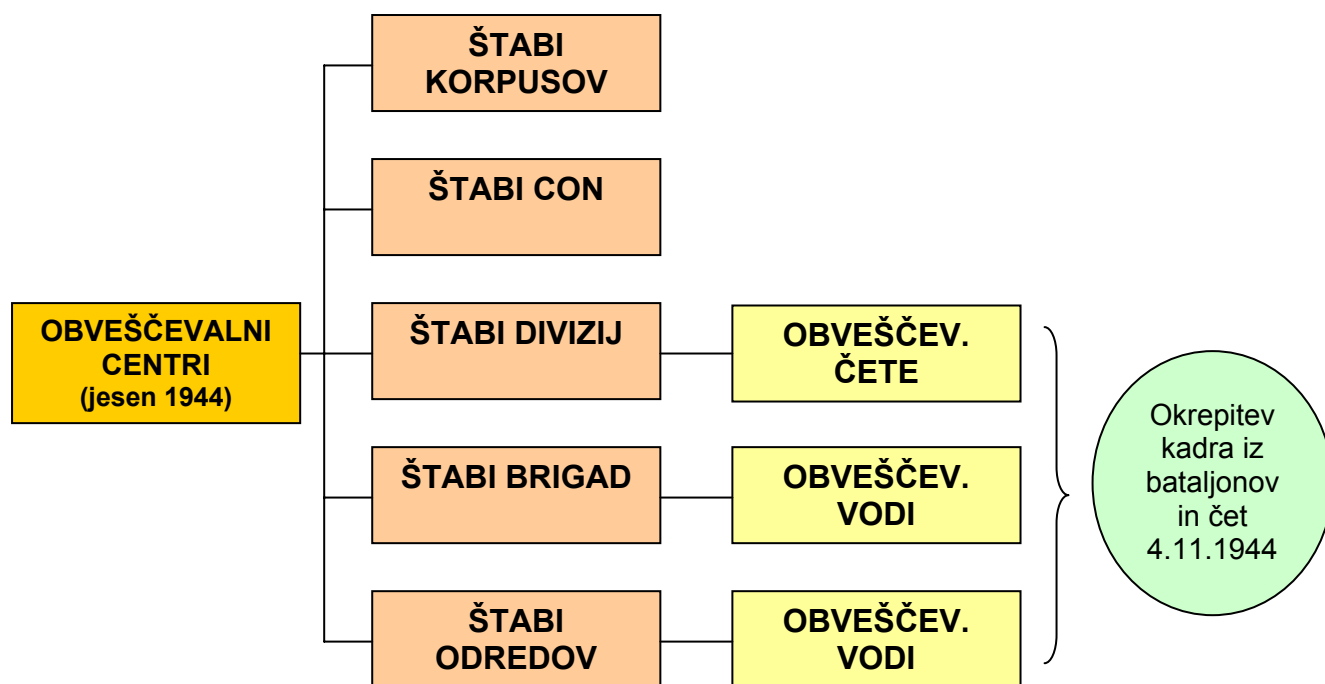 ŠTABI
KORPUSOV
ŠTABI CON
OBVEŠČEVALNI
CENTRI
(jesen 1944)
ŠTABI DIVIZIJ
OBVEŠČEV.
ČETE
ŠTABI BRIGAD
OBVEŠČEV.
VODI
ŠTABI
ODREDOV
OBVEŠČEV.
VODI
Okrepitev
kadra iz
bataljonov
in čet
4.11.1944